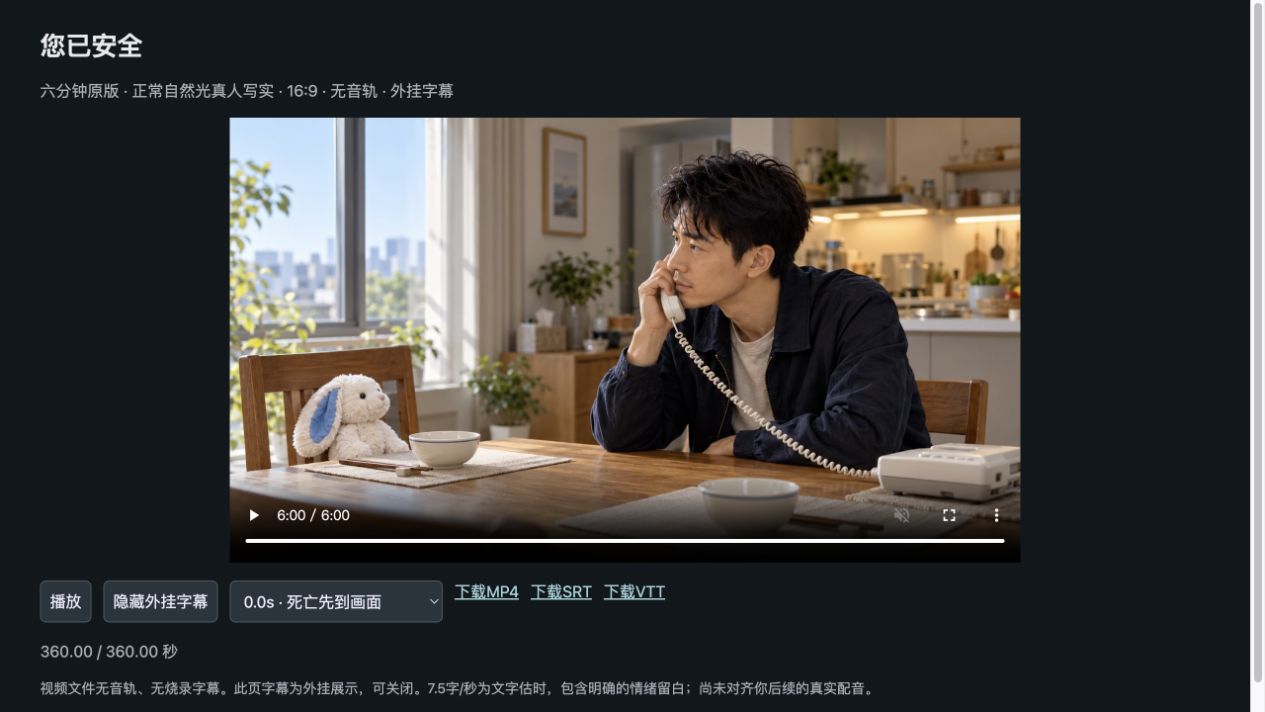 您已安全
六分钟原版 · 正常自然光真人写实 · 16:9 · 无音轨 · 外挂字幕
6:00 / 6:00
播放 隐藏外挂字幕 0.0s · 死亡先到画面 下载MP4 下载SRT 下载VTT
360.00 / 360.00 秒
视频文件无音轨、无烧录字幕。此页字幕为外挂展示，可关闭。7.5字/秒为文字估时，包含明确的情绪留白；尚未对齐你后续的真实配音。